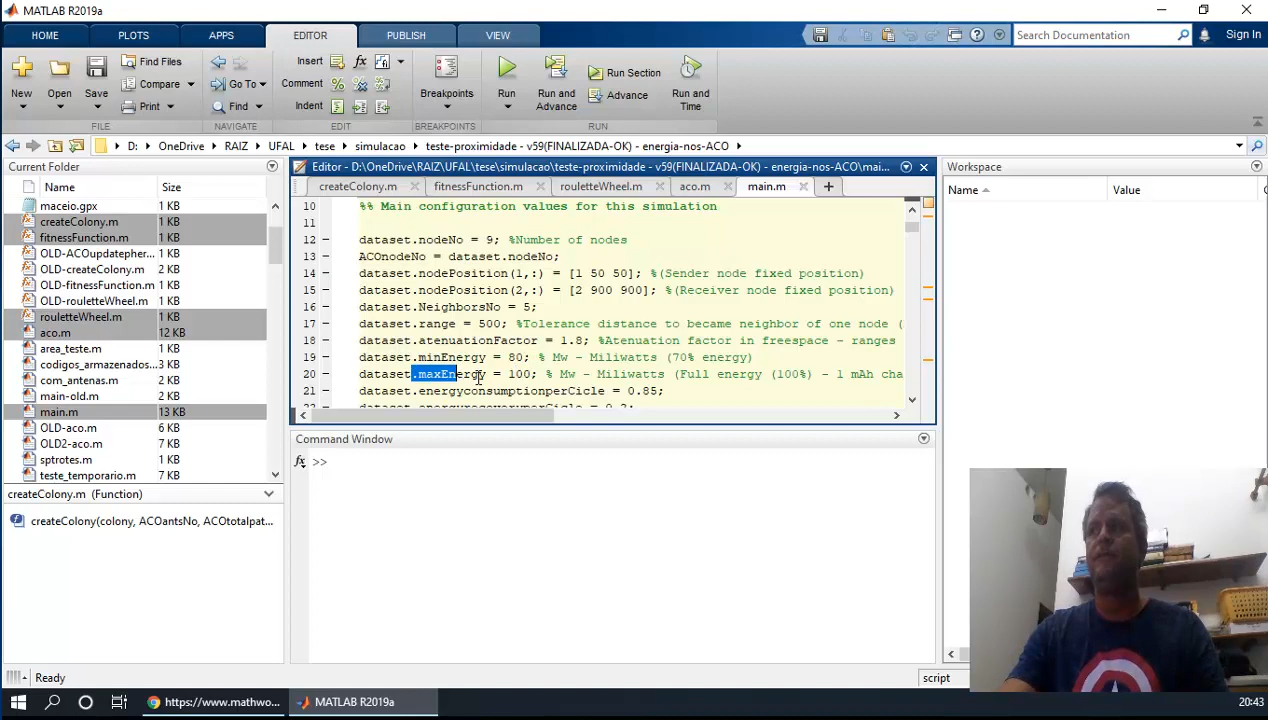 MATLAB R2019a
HOME PLOTS APPS EDITOR PUBLISH VIEW Search Documentation Sign In
New Open Save Find Files Compare Print Go To Find Insert fx Comment % Indent Breakpoints Run Run and Advance Run Section Advance Run and Time
FILE NAVIGATE EDIT BREAKPOINTS RUN
D: OneDrive RAIZ UFAL tese simulacao teste-proximidade - v59(FINALIZADA-OK) - energia-nos-ACO
Current Folder
Name Size
maceio.gpx 1 KB
createColony.m 1 KB
fitnessFunction.m 1 KB
OLD-ACOupdatepher... 1 KB
OLD-createColony.m 2 KB
OLD-fitnessFunction.m 1 KB
OLD-rouletteWheel.m 1 KB
rouletteWheel.m 1 KB
aco.m 12 KB
area_teste.m 1 KB
codigos_armazenados... 1 KB
com_antenas.m 1 KB
main-old.m 2 KB
main.m 13 KB
OLD-aco.m 6 KB
OLD2-aco.m 7 KB
sptrotes.m 1 KB
teste_temporario.m 7 KB
createColony.m (Function)
createColony(colony, ACOantsNo, ACOtotalpat...
Editor - D:\OneDrive\RAIZ\UFAL\tese\simulacao\teste-proximidade - v59(FINALIZADA-OK) - energia-nos-ACO\mai...
createColony.m fitnessFunction.m rouletteWheel.m aco.m main.m
10 %% Main configuration values for this simulation
11
12 dataset.nodeNo = 9; %Number of nodes
13 ACOnodeNo = dataset.nodeNo;
14 dataset.nodePosition(1,:) = [1 50 50]; %(Sender node fixed position)
15 dataset.nodePosition(2,:) = [2 900 900]; %(Receiver node fixed position)
16 dataset.NeighborsNo = 5;
17 dataset.range = 500; %Tolerance distance to became neighbor of one node (
18 dataset.atenuationFactor = 1.8; %Atenuation factor in freespace - ranges
19 dataset.minEnergy = 80; % Mw - Miliwatts (70% energy)
20 dataset.maxEnergy = 100; % Mw - Miliwatts (Full energy (100%) - 1 mAh cha
21 dataset.energyconsumptionperCicle = 0.85;
Command Window
fx >>
Workspace
Name Value
Ready script
https://www.mathwo... MATLAB R2019a 20:43